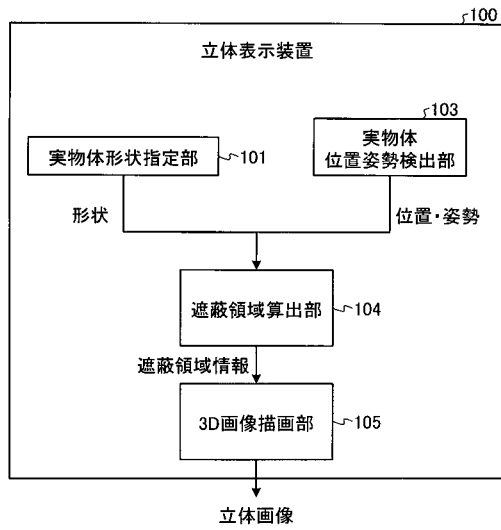 100
立体表示装置
103
実物体
位置姿勢検出部
実物体形状指定部
101
形状
位置・姿勢
遮蔽領域算出部
104
遮蔽領域情報
3D画像描画部
105
立体画像